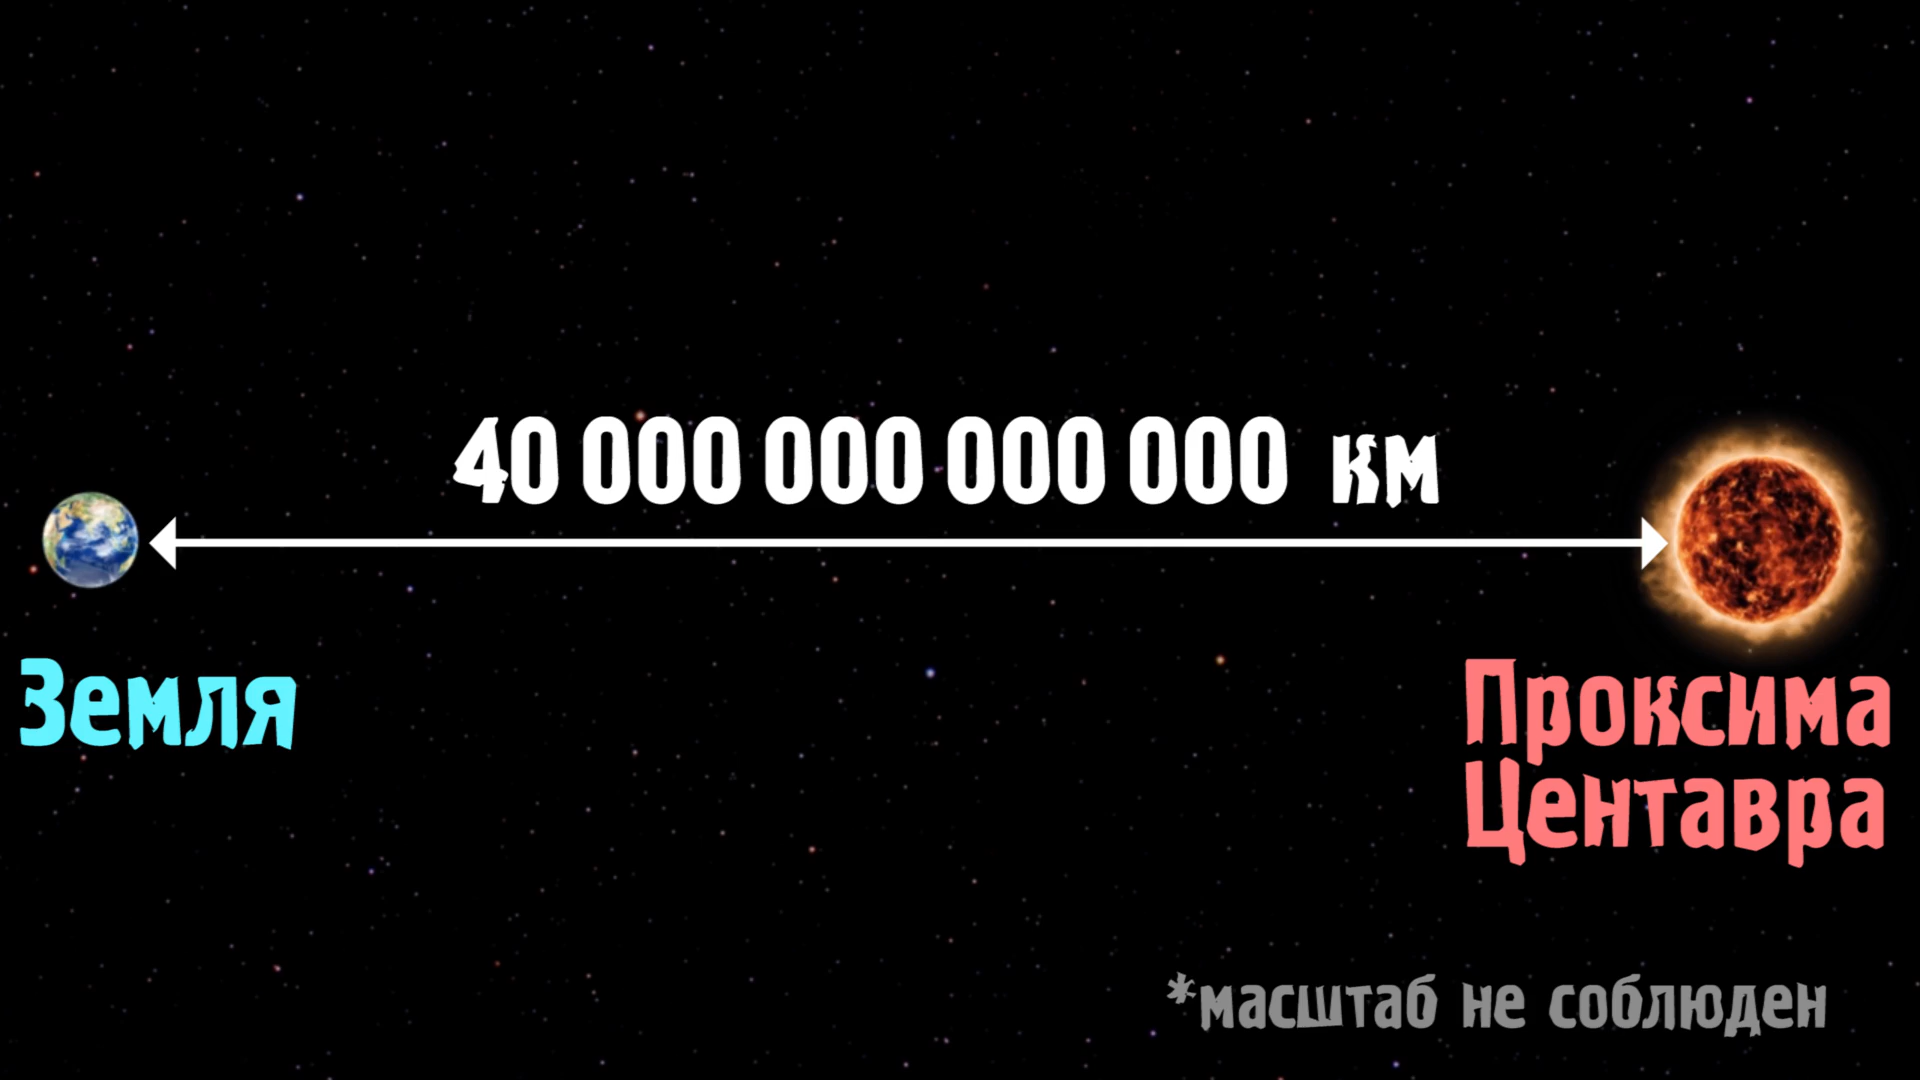 40 000 000 000 000 км
Земля
Проксима
Центавра
*масштаб не соблюден